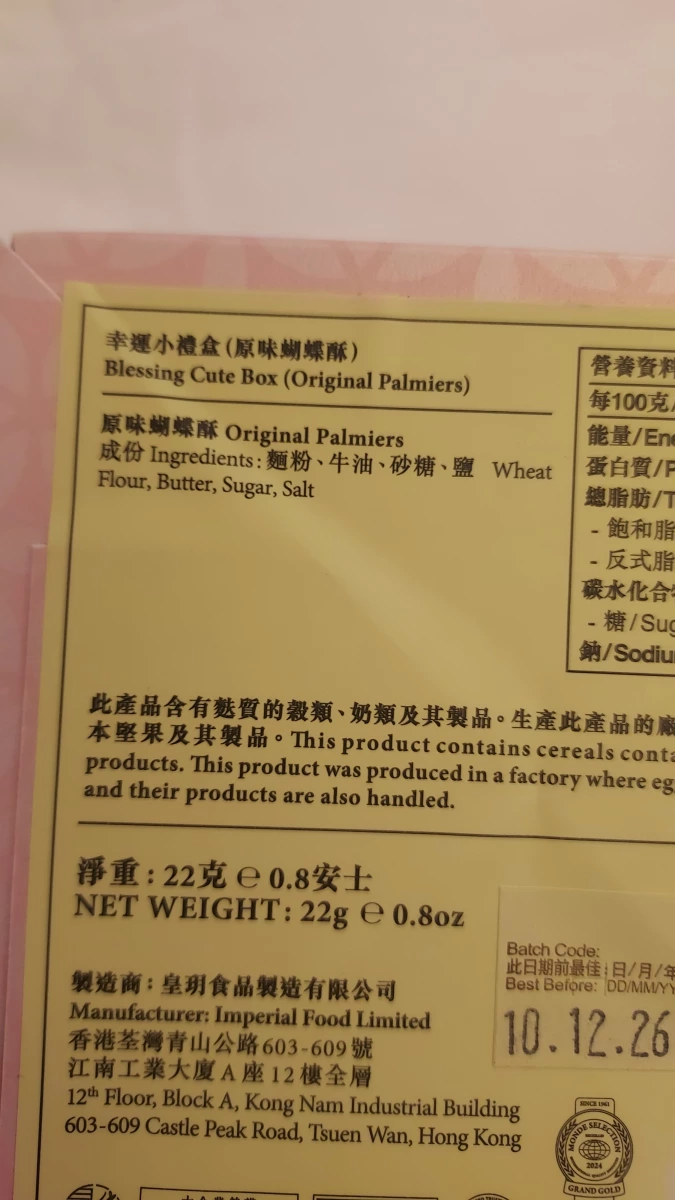 幸運小禮盒(原味蝴蝶酥)
Blessing Cute Box (Original Palmiers)
原味蝴蝶酥 Original Palmiers
成份 Ingredients: 麵粉、牛油、砂糖、鹽 Wheat
Flour, Butter, Sugar, Salt
營養資料
每100克/
能量/Ene
蛋白質/P
總脂肪/T
- 飽和脂
- 反式脂
碳水化合
- 糖/Sug
鈉/Sodiu
此產品含有麩質的穀類、奶類及其製品。生產此產品的廠
本堅果及其製品。This product contains cereals conta
products. This product was produced in a factory where eg
and their products are also handled.
淨重：22克 ℮ 0.8安士
NET WEIGHT: 22g ℮ 0.8oz
製造商：皇玥食品製造有限公司
Manufacturer: Imperial Food Limited
香港荃灣青山公路603-609號
江南工業大廈A座12樓全層
12th Floor, Block A, Kong Nam Industrial Building
603-609 Castle Peak Road, Tsuen Wan, Hong Kong
Batch Code:
此日期前最佳：日/月/年
Best Before: DD/MM/YY
10.12.26
SINCE 1961
MONDE SELECTION
2024
GRAND GOLD